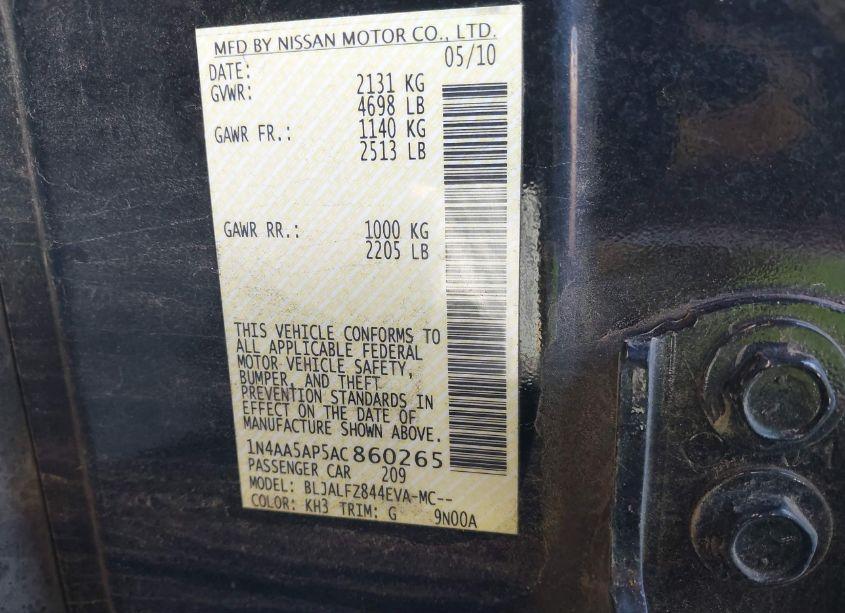 MFD BY NISSAN MOTOR CO., LTD.
DATE: 05/10
GVWR: 2131 KG
4698 LB
GAWR FR.: 1140 KG
2513 LB
GAWR RR.: 1000 KG
2205 LB
THIS VEHICLE CONFORMS TO
ALL APPLICABLE FEDERAL
MOTOR VEHICLE SAFETY,
BUMPER, AND THEFT
PREVENTION STANDARDS IN
EFFECT ON THE DATE OF
MANUFACTURE SHOWN ABOVE.
1N4AA5AP5AC860265
PASSENGER CAR 209
MODEL: BLJALFZ844EVA-MC--
COLOR: KH3 TRIM: G 9N00A